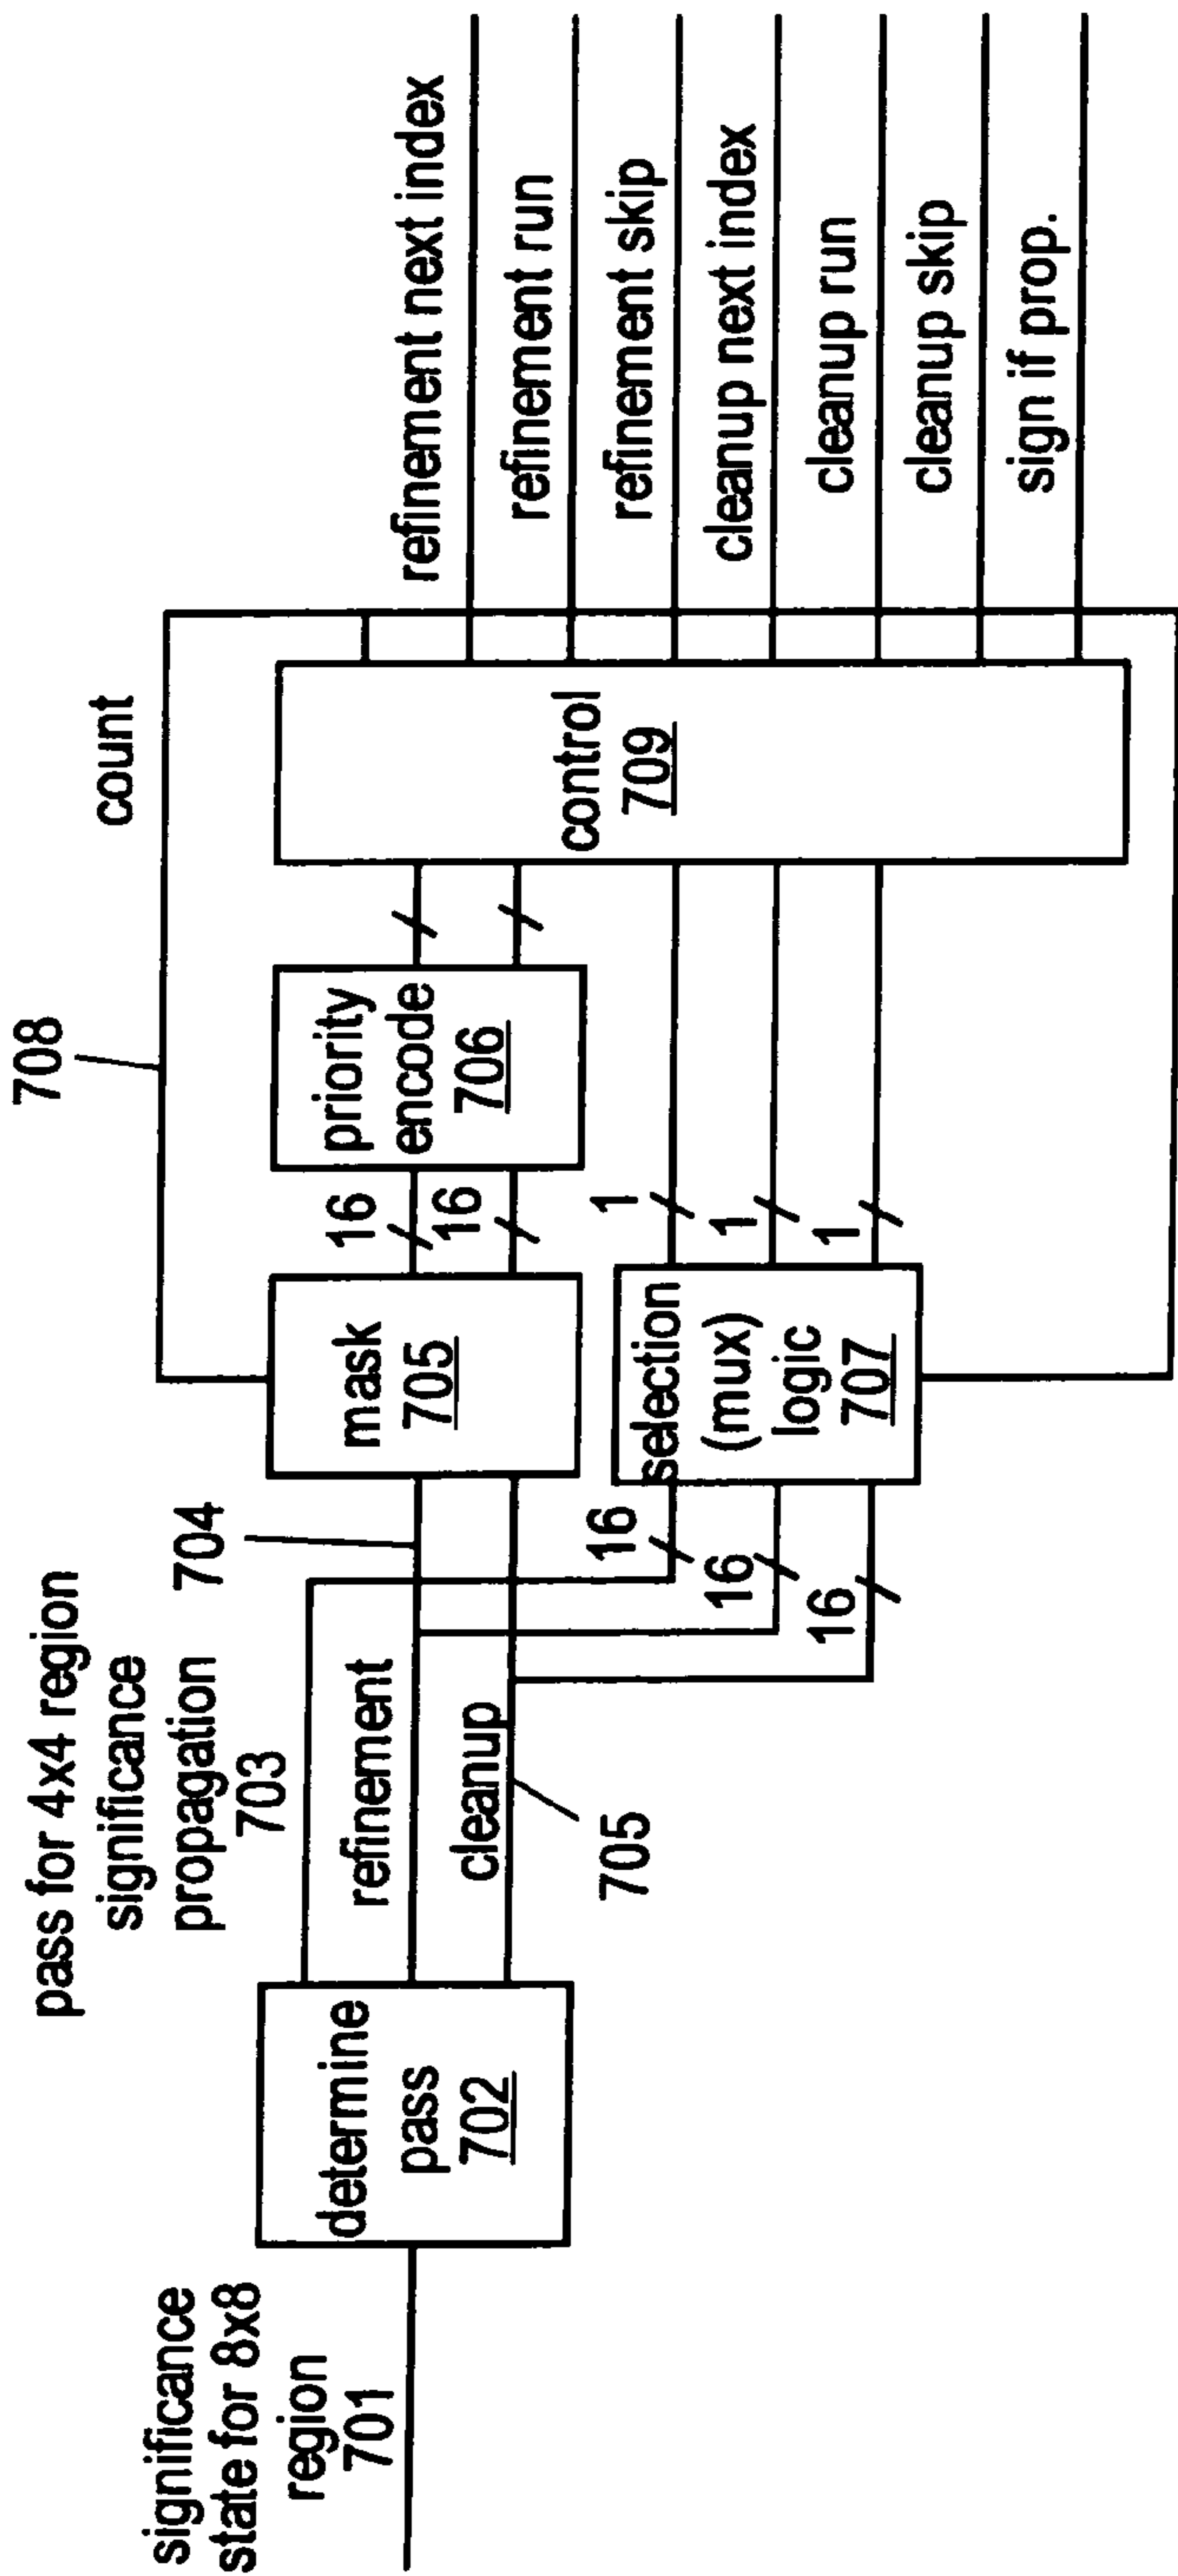 significance
state for 8x8
region
701
determine
pass
702
pass for 4x4 region
significance
propagation
703
refinement
704
cleanup
705
mask
705
16
16
priority
encode
706
16
16
16
selection
(mux)
logic
707
1
1
1
708
count
control
709
refinement next index
refinement run
refinement skip
cleanup next index
cleanup run
cleanup skip
sign if prop.